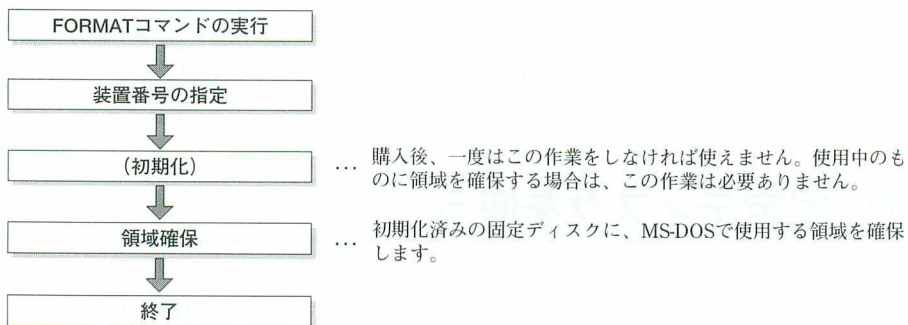 FORMATコマンドの実行
装置番号の指定
(初期化)
… 購入後、一度はこの作業をしなければ使えません。使用中のも
のに領域を確保する場合は、この作業は必要ありません。
領域確保
… 初期化済みの固定ディスクに、MS-DOSで使用する領域を確保
します。
終了